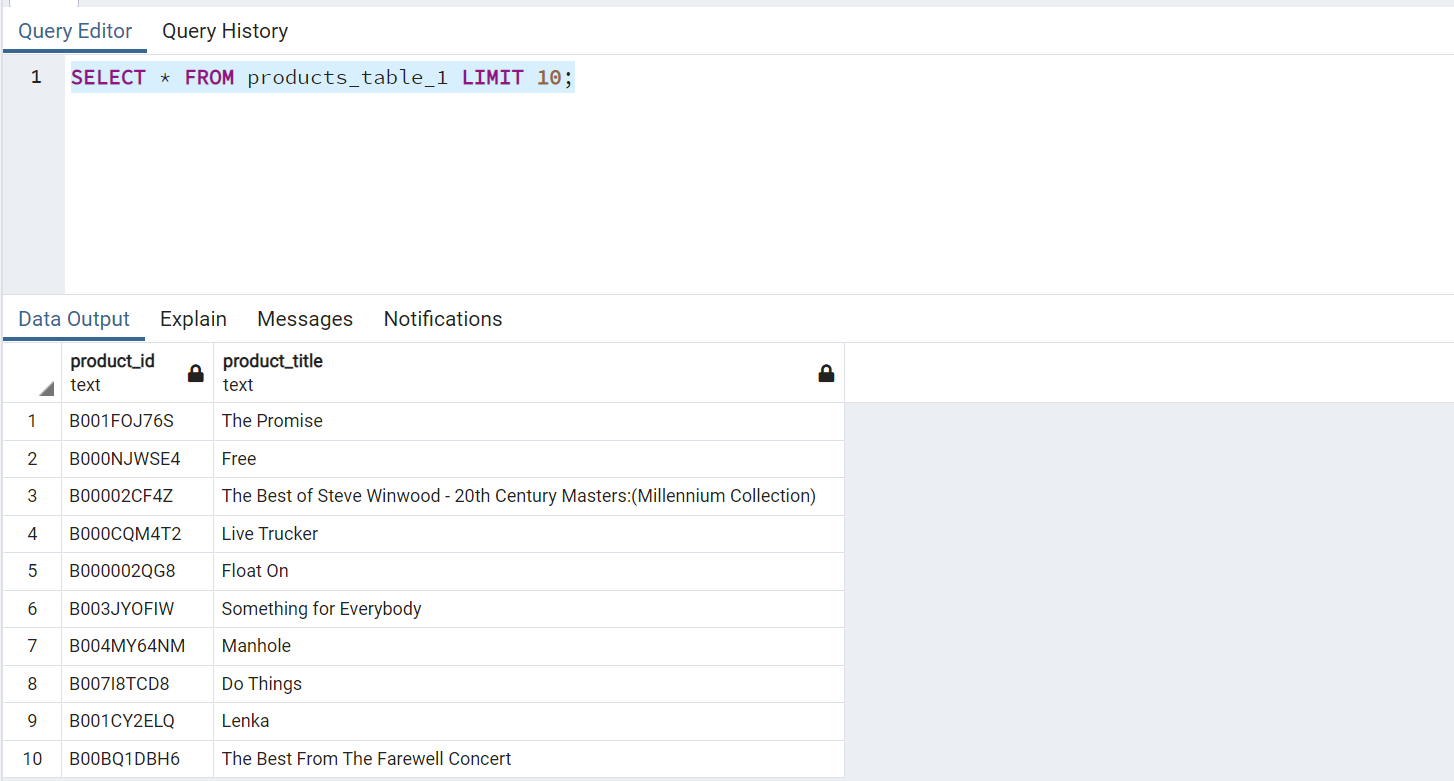 Query Editor Query History
1 SELECT * FROM products_table_1 LIMIT 10;
Data Output Explain Messages Notifications
product_id product_title
text text
1 B001FOJ76S The Promise
2 B000NJWSE4 Free
3 B00002CF4Z The Best of Steve Winwood - 20th Century Masters:(Millennium Collection)
4 B000CQM4T2 Live Trucker
5 B000002QG8 Float On
6 B003JYOFIW Something for Everybody
7 B004MY64NM Manhole
8 B007I8TCD8 Do Things
9 B001CY2ELQ Lenka
10 B00BQ1DBH6 The Best From The Farewell Concert